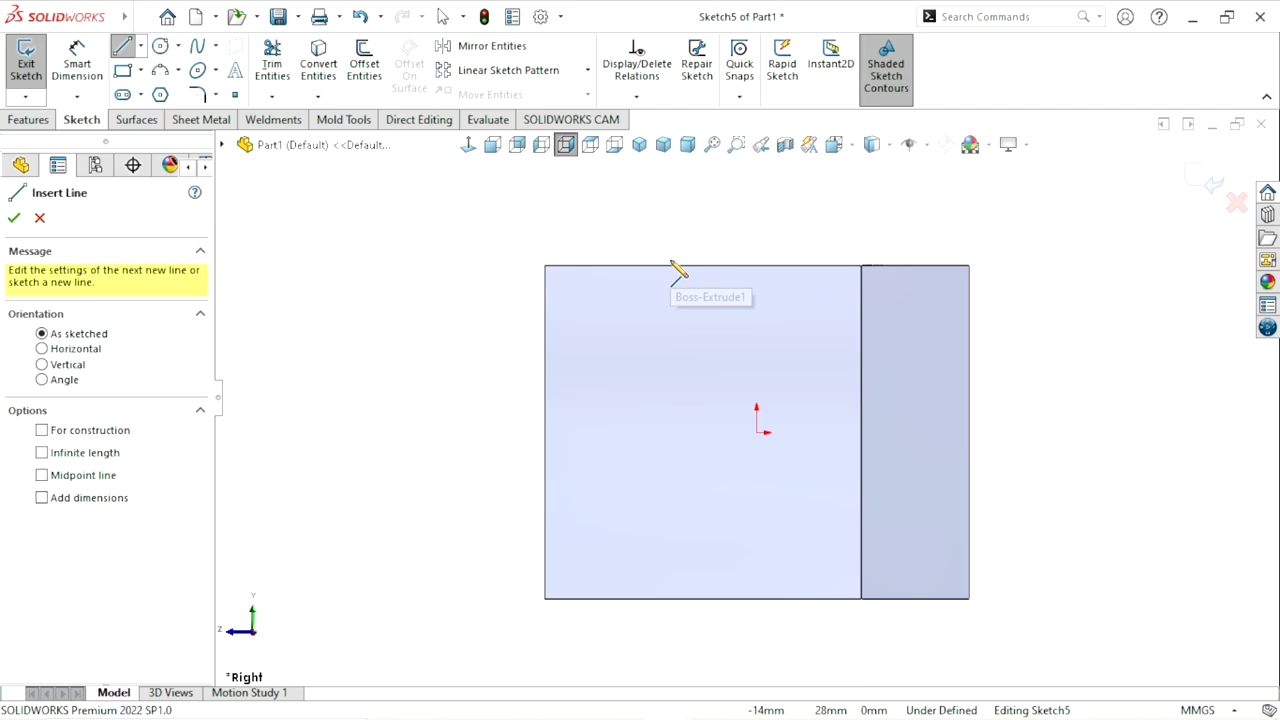 SOLIDWORKS
Sketch5 of Part1 *
Search Commands
Exit Sketch
Smart Dimension
Trim Entities
Convert Entities
Offset Entities
Offset On Surface
Mirror Entities
Linear Sketch Pattern
Move Entities
Display/Delete Relations
Repair Sketch
Quick Snaps
Rapid Sketch
Instant2D
Shaded Sketch Contours
Features
Sketch
Surfaces
Sheet Metal
Weldments
Mold Tools
Direct Editing
Evaluate
SOLIDWORKS CAM
Part1 (Default) <<Default...
Insert Line
Message
Edit the settings of the next new line or
sketch a new line.
Orientation
As sketched
Horizontal
Vertical
Angle
Options
For construction
Infinite length
Midpoint line
Add dimensions
Boss-Extrude1
Y
Z
*Right
Model
3D Views
Motion Study 1
SOLIDWORKS Premium 2022 SP1.0
-14mm
28mm
0mm
Under Defined
Editing Sketch5
MMGS